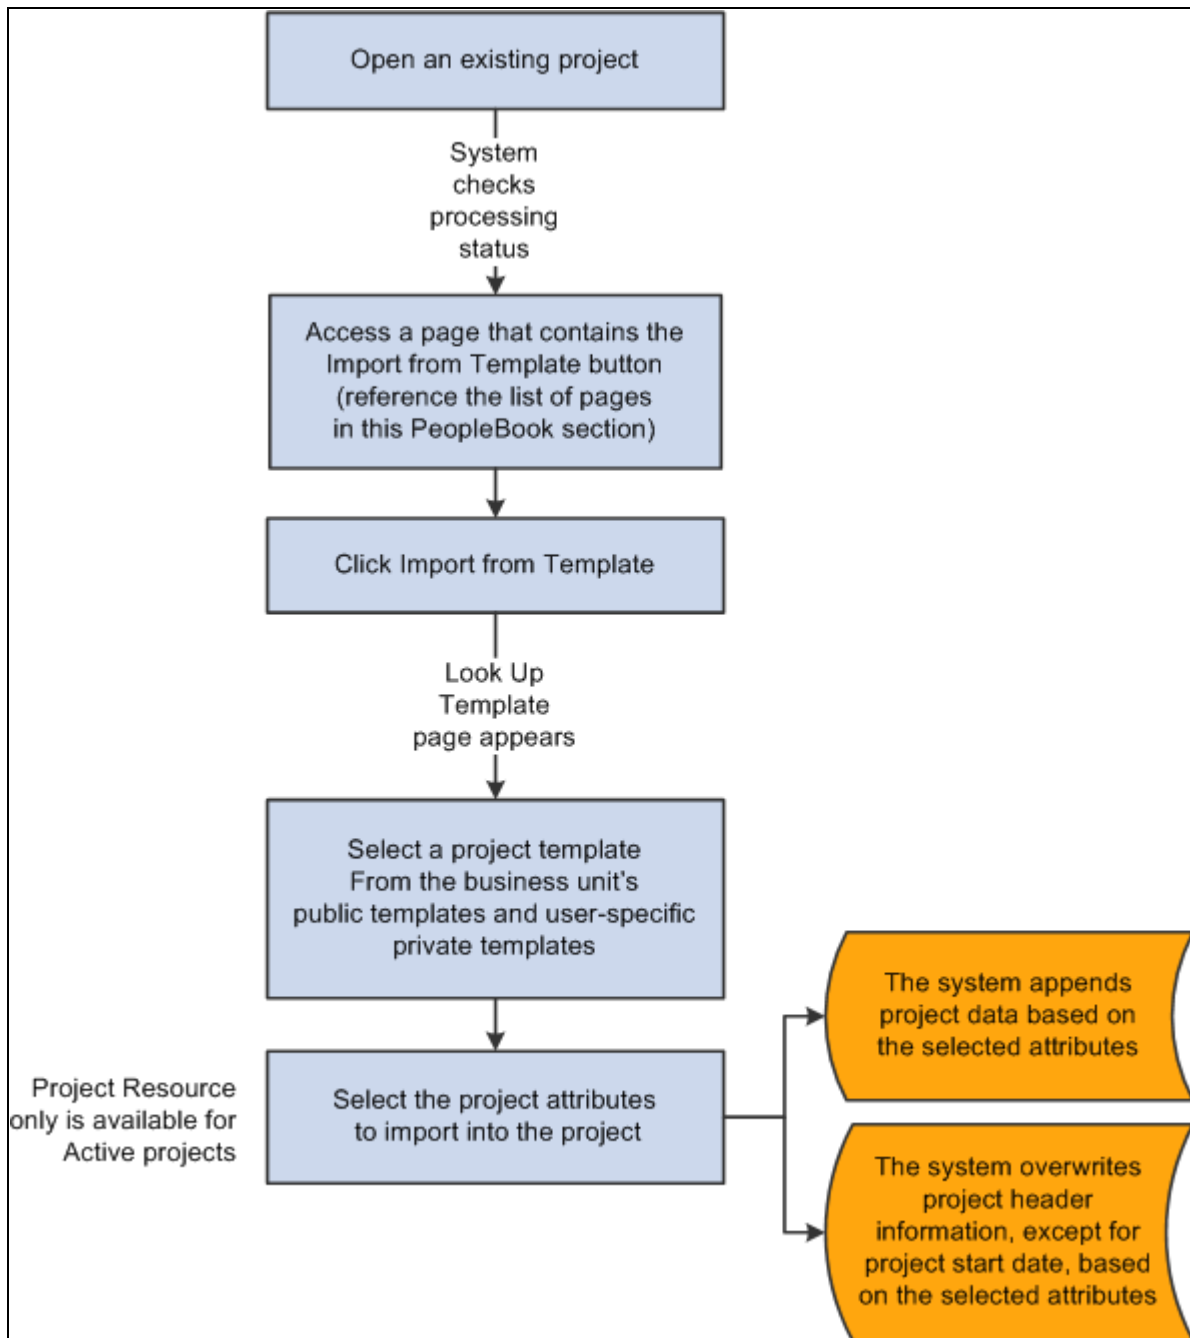 Open an existing project
System
checks
processing
status
Access a page that contains the
Import from Template button
(reference the list of pages
in this PeopleBook section)
Click Import from Template
Look Up
Template
page appears
Select a project template
From the business unit's
public templates and user-specific
private templates
The system appends
project data based on
the selected attributes
Project Resource
only is available for
Active projects
Select the project attributes
to import into the project
The system overwrites
project header
information, except for
project start date, based
on the selected attributes